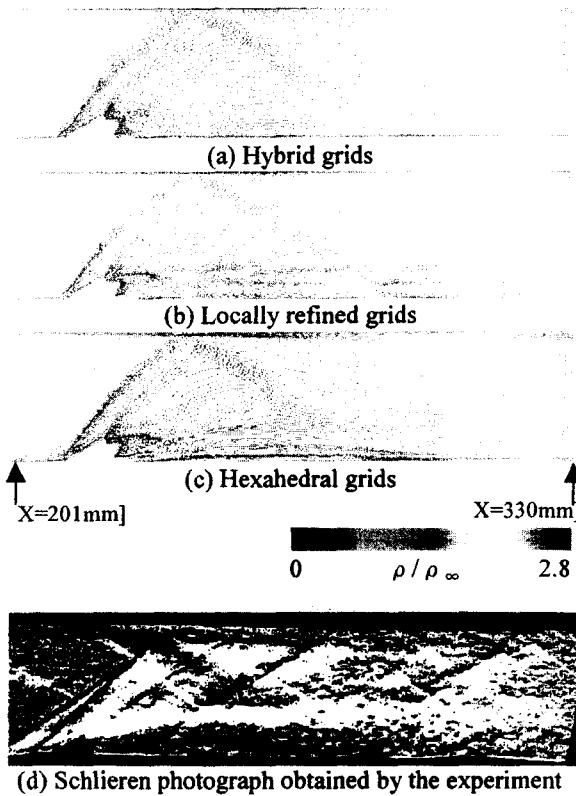 (a) Hybrid grids
(b) Locally refined grids
(c) Hexahedral grids
X=201mm]
X=330mm]
0 ρ / ρ ∞ 2.8
(d) Schlieren photograph obtained by the experiment